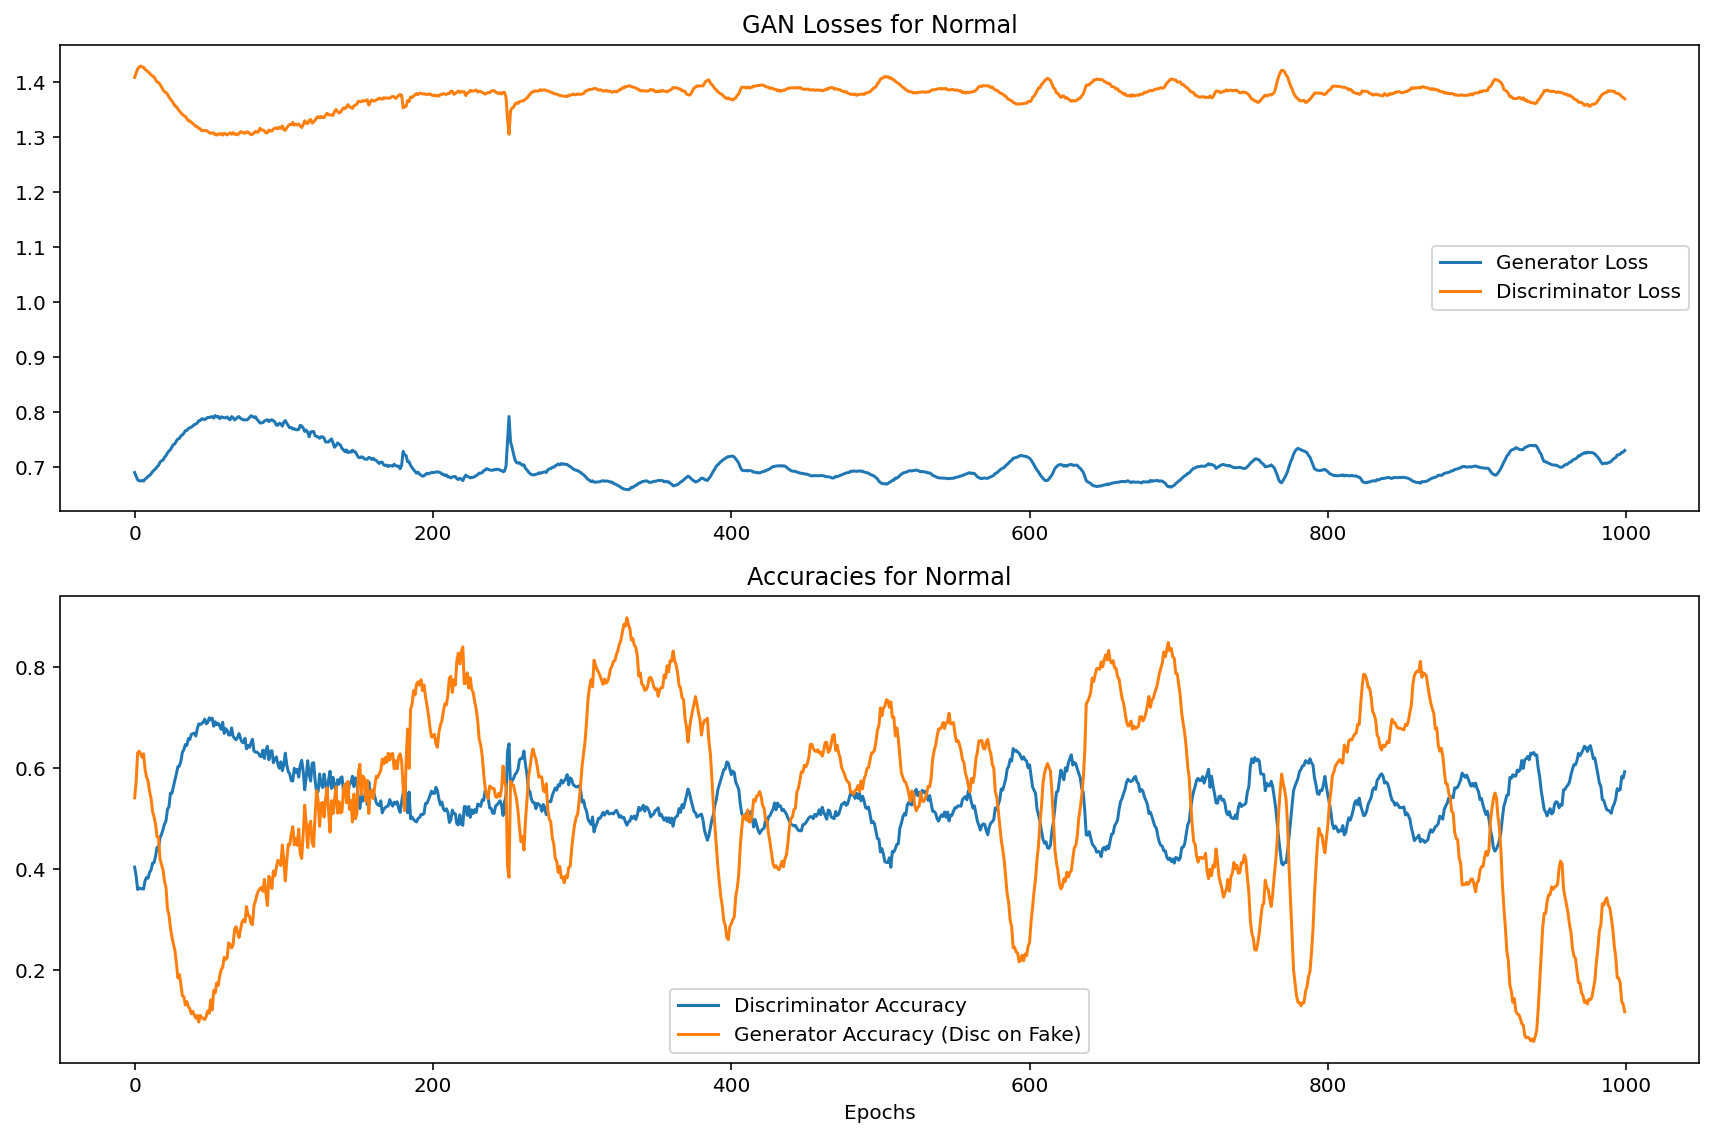 GAN Losses for Normal
1.4
1.3
1.2
1.1
1.0
0.9
0.8
0.7
Generator Loss
Discriminator Loss
0 200 400 600 800 1000
Accuracies for Normal
0.8
0.6
0.4
0.2
Discriminator Accuracy
Generator Accuracy (Disc on Fake)
0 200 400 600 800 1000
Epochs